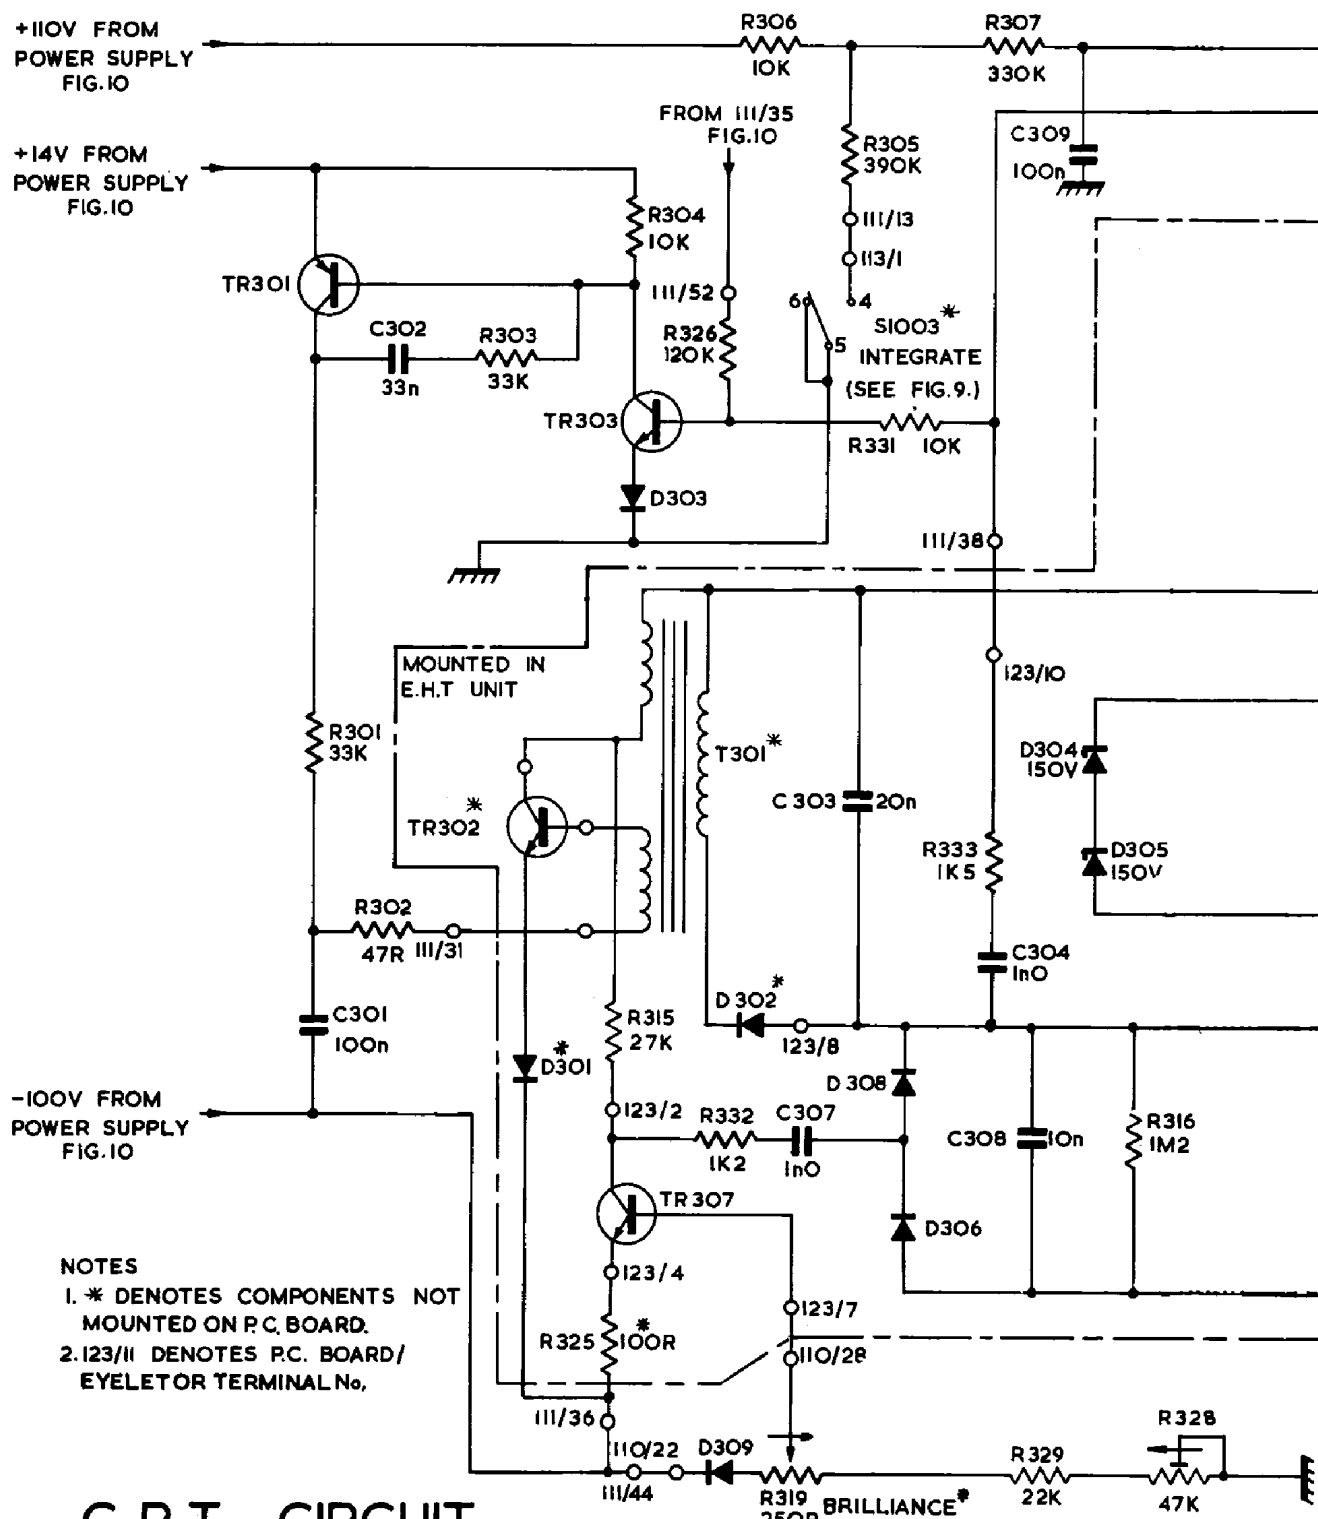 +110V FROM
POWER SUPPLY
FIG.10
R306
10K
R307
330K
FROM 111/35
FIG.10
C309
100n
+14V FROM
POWER SUPPLY
FIG.10
R305
390K
R304
10K
111/13
113/1
TR301
111/52
6
4
S1003*
INTEGRATE
(SEE FIG.9.)
5
C302
33n
R303
33K
R326
120K
TR303
R331
10K
D303
111/38
MOUNTED IN
E.H.T UNIT
123/10
R301
33K
T301*
D304
150V
C303
20n
TR302*
R333
1K5
D305
150V
R302
47R
111/31
C304
1n0
D302*
C301
100n
R315
27K
123/8
D301*
D308
-100V FROM
POWER SUPPLY
FIG.10
123/2
R332
1K2
C307
1n0
C308
10n
R316
1M2
TR307
D306
NOTES
1. * DENOTES COMPONENTS NOT
MOUNTED ON P.C. BOARD.
2. 123/11 DENOTES P.C. BOARD/
EYELETOR TERMINAL No.
123/4
123/7
R325
100R*
110/28
111/36
110/22
D309
111/44
R319
250R
BRILLIANCE*
R329
22K
R328
47K
C.R.T. CIRCUIT